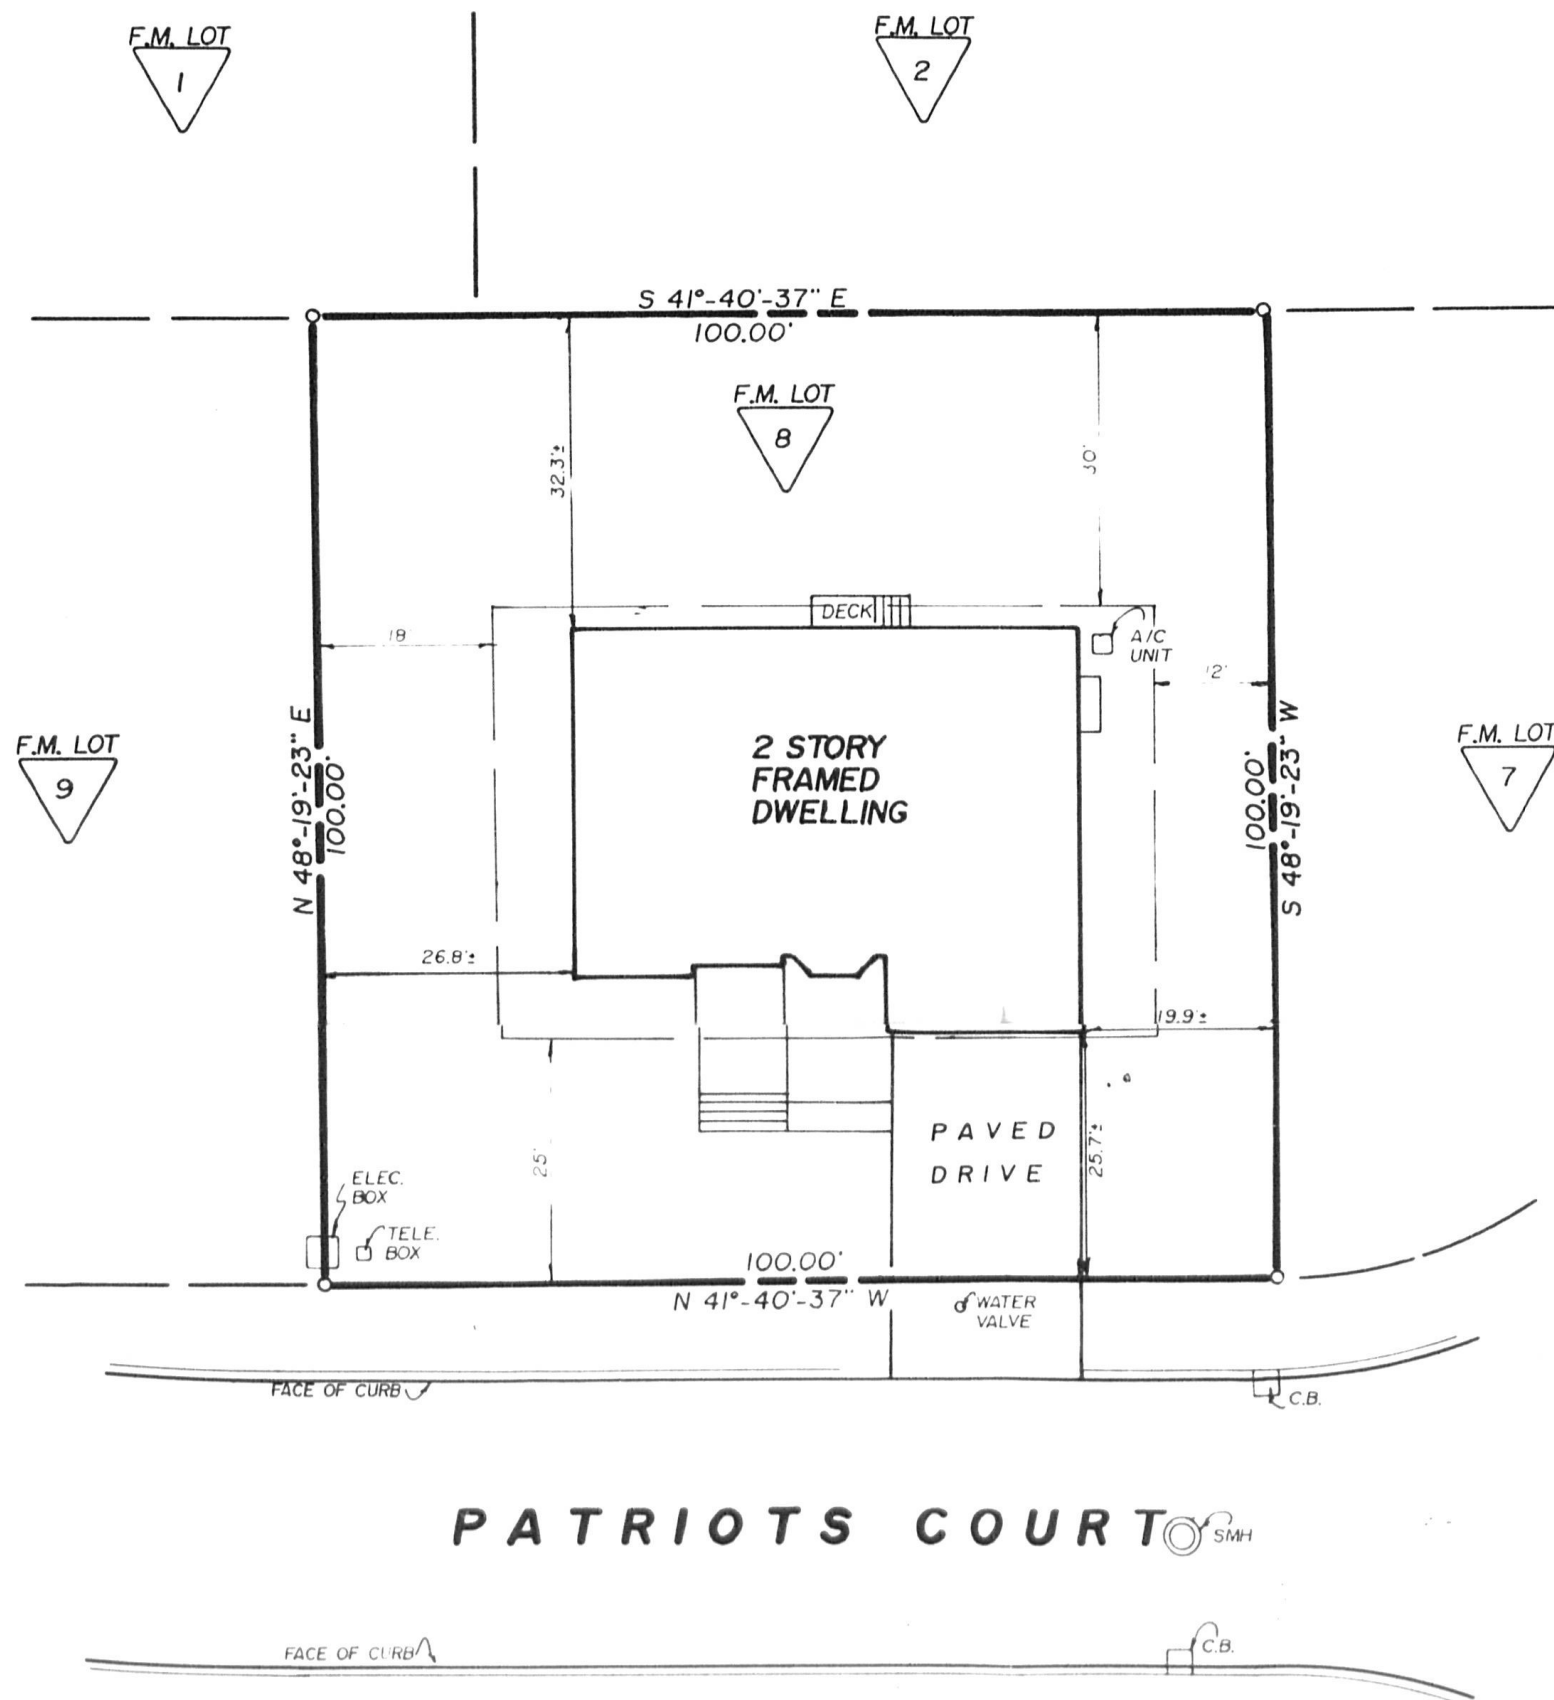 F.M. LOT
1
F.M. LOT
2
S 41°-40'-37" E
100.00'
F.M. LOT
8
32.3'±
30'
DECK
A/C
UNIT
18'
12'
N 48°-19'-23" E
100.00'
F.M. LOT
9
2 STORY
FRAMED
DWELLING
100.00'
S 48°-19'-23" W
F.M. LOT
7
26.8'±
19.9'±
PAVED
DRIVE
25'
25.7'±
ELEC.
BOX
TELE.
BOX
100.00'
N 41°-40'-37" W
WATER
VALVE
FACE OF CURB
C.B.
PATRIOTS COURT
SMH
FACE OF CURB
C.B.